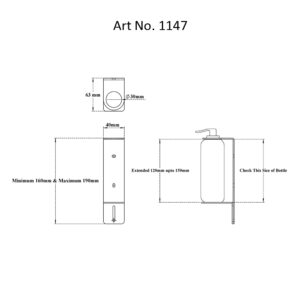 Art No. 1147
63 mm
∅30mm
40mm
Minimum 160mm & Maximum 190mm
Extended 120mm upto 150mm
Check This Size of Bottle